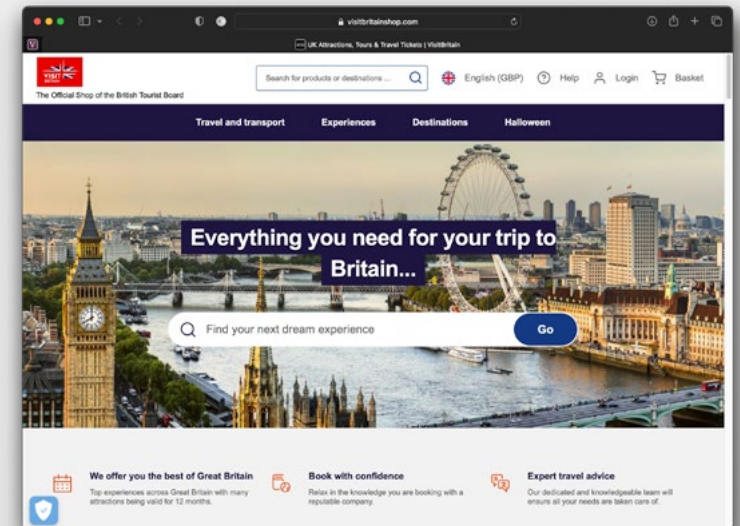 visitbritainshop.com
UK Attractions, Tours & Travel Tickets | VisitBritain
VISIT
BRITAIN
The Official Shop of the British Tourist Board
Search for products or destinations ...
English (GBP)
Help
Login
Basket
Travel and transport
Experiences
Destinations
Halloween
Everything you need for your trip to
Britain...
Find your next dream experience
Go
We offer you the best of Great Britain
Top experiences across Great Britain with many
attractions being valid for 12 months.
Book with confidence
Relax in the knowledge you are booking with a
reputable company.
Expert travel advice
Our dedicated and knowledgeable team will
ensure all your needs are taken care of.